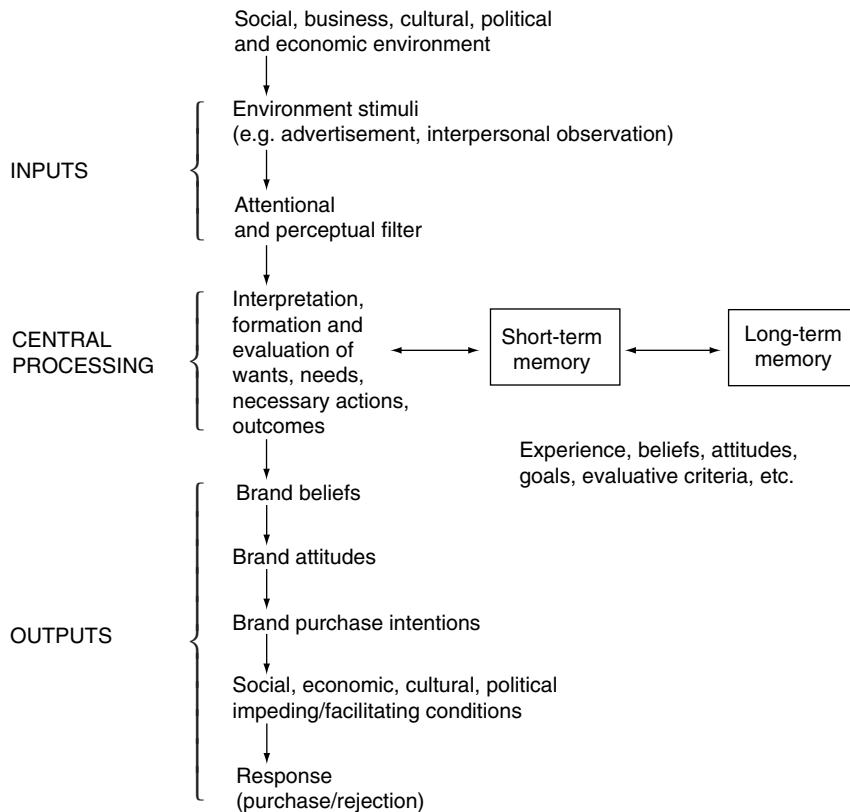 Social, business, cultural, political
and economic environment
Environment stimuli
(e.g. advertisement, interpersonal observation)
INPUTS
Attentional
and perceptual filter
CENTRAL
PROCESSING
Interpretation,
formation and
evaluation of
wants, needs,
necessary actions,
outcomes
Short-term
memory
Long-term
memory
Experience, beliefs, attitudes,
goals, evaluative criteria, etc.
Brand beliefs
Brand attitudes
OUTPUTS
Brand purchase intentions
Social, economic, cultural, political
impeding/facilitating conditions
Response
(purchase/rejection)